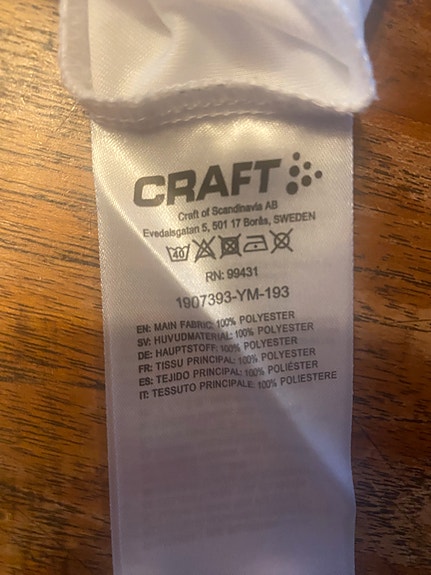 CRAFT
Craft of Scandinavia AB
Evedalsgatan 5, 501 17 Borås, SWEDEN
40
RN: 99431
1907393-YM-193
EN: MAIN FABRIC: 100% POLYESTER
SV: HUVUDMATERIAL: 100% POLYESTER
DE: HAUPTSTOFF: 100% POLYESTER
FR: TISSU PRINCIPAL: 100% POLYESTER
ES: TEJIDO PRINCIPAL: 100% POLIÉSTER
IT: TESSUTO PRINCIPALE: 100% POLIESTERE